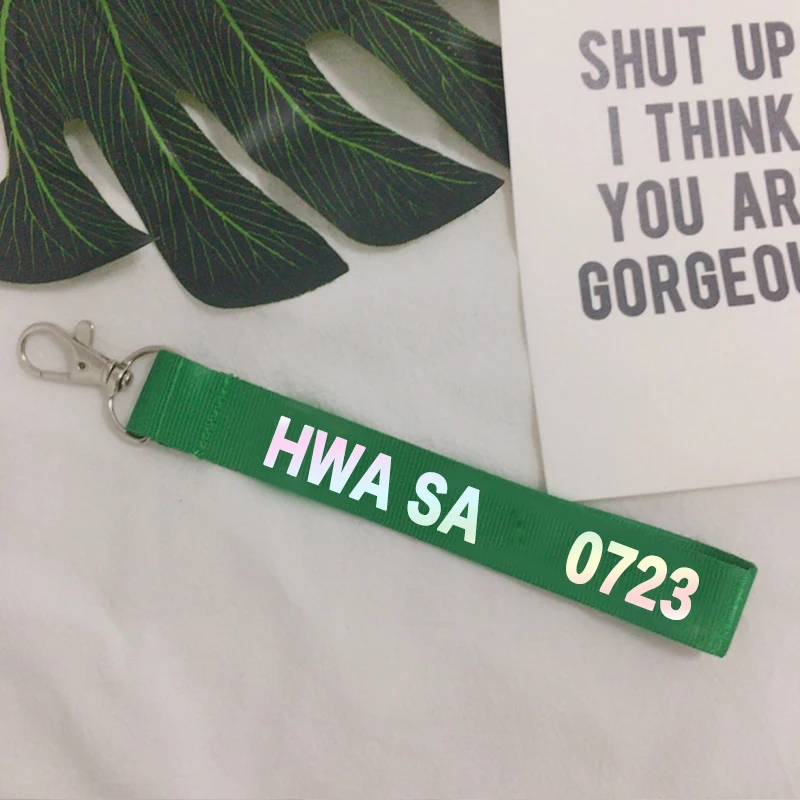 SHUT UP
I THINK
YOU AR
GORGEOU
HWA SA 0723